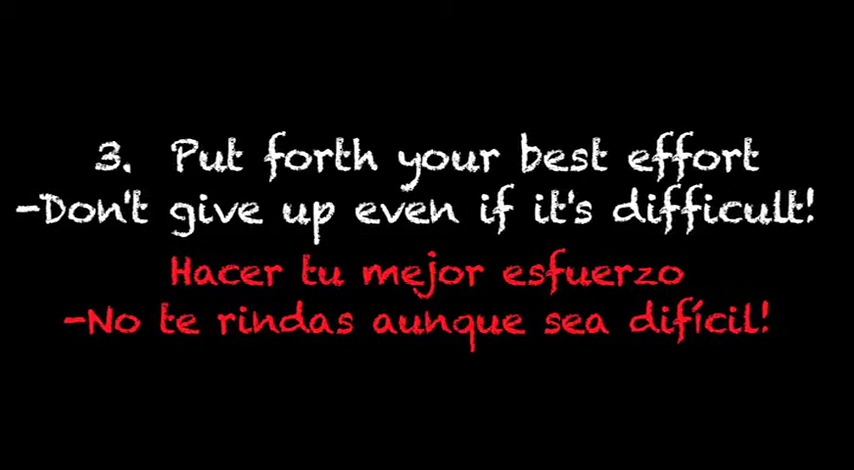 3. Put forth your best effort
-Don't give up even if it's difficult!
Hacer tu mejor esfuerzo
-No te rindas aunque sea difícil!